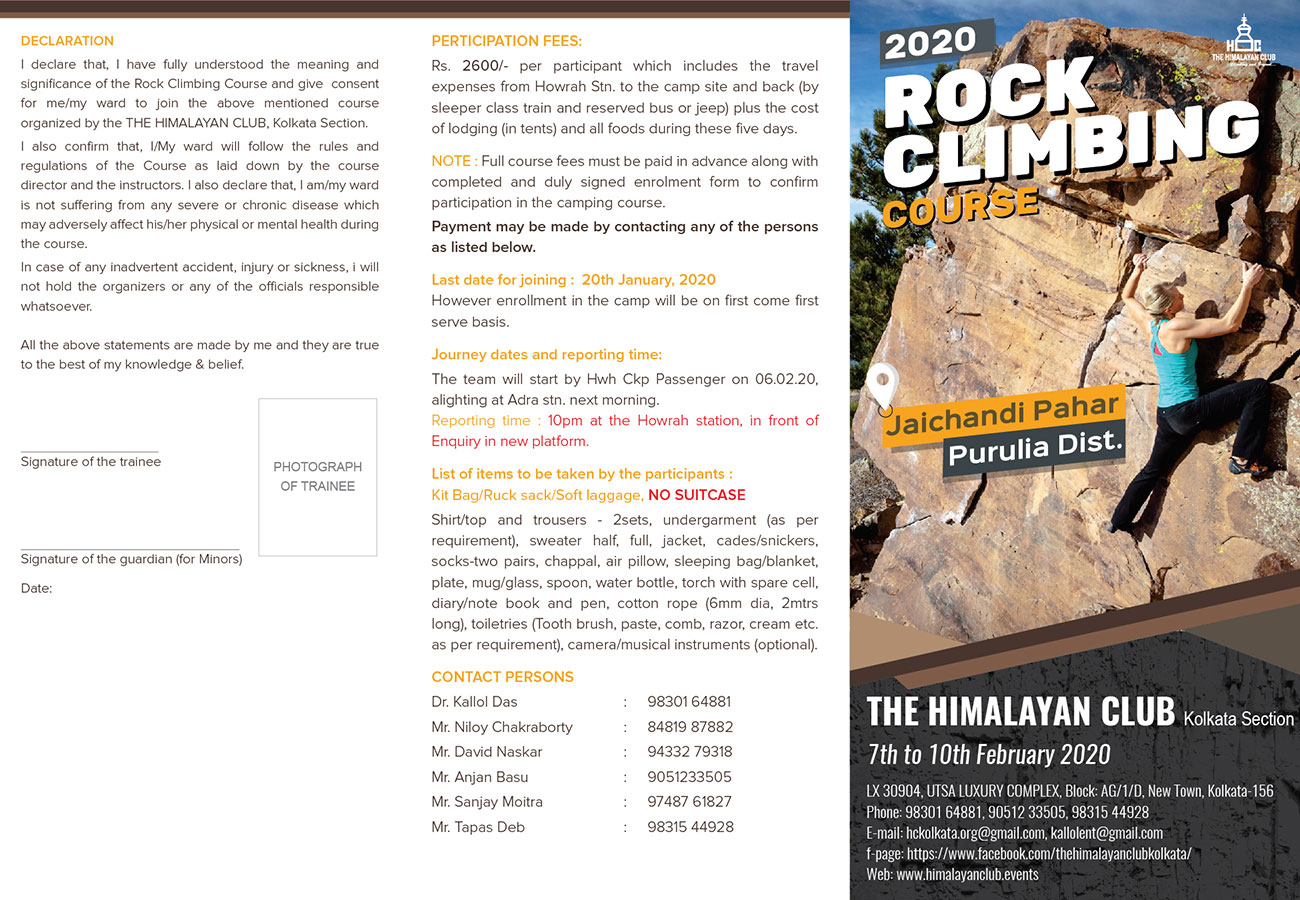 DECLARATION
I declare that, I have fully understood the meaning and
significance of the Rock Climbing Course and give consent
for me/my ward to join the above mentioned course
organized by the THE HIMALAYAN CLUB, Kolkata Section.
I also confirm that, I/My ward will follow the rules and
regulations of the Course as laid down by the course
director and the instructors. I also declare that, I am/my ward
is not suffering from any severe or chronic disease which
may adversely affect his/her physical or mental health during
the course.
In case of any inadvertent accident, injury or sickness, i will
not hold the organizers or any of the officials responsible
whatsoever.
All the above statements are made by me and they are true
to the best of my knowledge & belief.
Signature of the trainee
PHOTOGRAPH
OF TRAINEE
Signature of the guardian (for Minors)
Date:
PERTICIPATION FEES:
Rs. 2600/- per participant which includes the travel
expenses from Howrah Stn. to the camp site and back (by
sleeper class train and reserved bus or jeep) plus the cost
of lodging (in tents) and all foods during these five days.
NOTE : Full course fees must be paid in advance along with
completed and duly signed enrolment form to confirm
participation in the camping course.
Payment may be made by contacting any of the persons
as listed below.
Last date for joining : 20th January, 2020
However enrollment in the camp will be on first come first
serve basis.
Journey dates and reporting time:
The team will start by Hwh Ckp Passenger on 06.02.20,
alighting at Adra stn. next morning.
Reporting time : 10pm at the Howrah station, in front of
Enquiry in new platform.
List of items to be taken by the participants :
Kit Bag/Ruck sack/Soft laggage, NO SUITCASE
Shirt/top and trousers - 2sets, undergarment (as per
requirement), sweater half, full, jacket, cades/snickers,
socks-two pairs, chappal, air pillow, sleeping bag/blanket,
plate, mug/glass, spoon, water bottle, torch with spare cell,
diary/note book and pen, cotton rope (6mm dia, 2mtrs
long), toiletries (Tooth brush, paste, comb, razor, cream etc.
as per requirement), camera/musical instruments (optional).
CONTACT PERSONS
Dr. Kallol Das : 98301 64881
Mr. Niloy Chakraborty : 84819 87882
Mr. David Naskar : 94332 79318
Mr. Anjan Basu : 9051233505
Mr. Sanjay Moitra : 97487 61827
Mr. Tapas Deb : 98315 44928
2020
ROCK
CLIMBING
COURSE
HC
THE HIMALAYAN CLUB
Jaichandi Pahar
Purulia Dist.
THE HIMALAYAN CLUB Kolkata Section
7th to 10th February 2020
LX 30904, UTSA LUXURY COMPLEX, Block: AG/1/D, New Town, Kolkata-156
Phone: 98301 64881, 90512 33505, 98315 44928
E-mail: hckolkata.org@gmail.com, kallolent@gmail.com
f-page: https://www.facebook.com/thehimalayanclubkolkata/
Web: www.himalayanclub.events